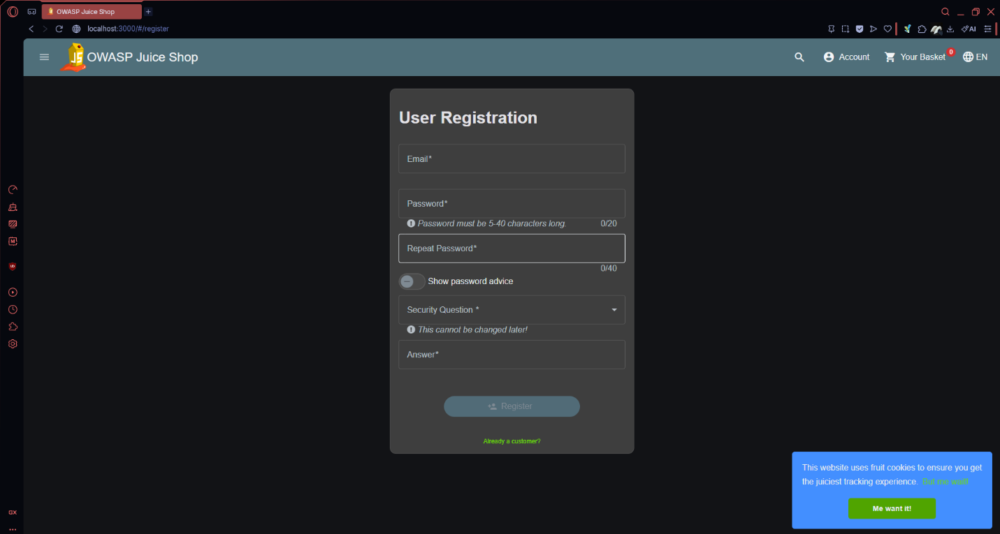 OWASP Juice Shop
localhost:3000/#/register
AI
JS
OWASP Juice Shop
Account
Your Basket
0
EN
User Registration
Email*
Password*
Password must be 5-40 characters long.
0/20
Repeat Password*
0/40
Show password advice
Security Question *
This cannot be changed later!
Answer*
Register
Already a customer?
This website uses fruit cookies to ensure you get
the juiciest tracking experience. But me wait!
Me want it!
M
GX